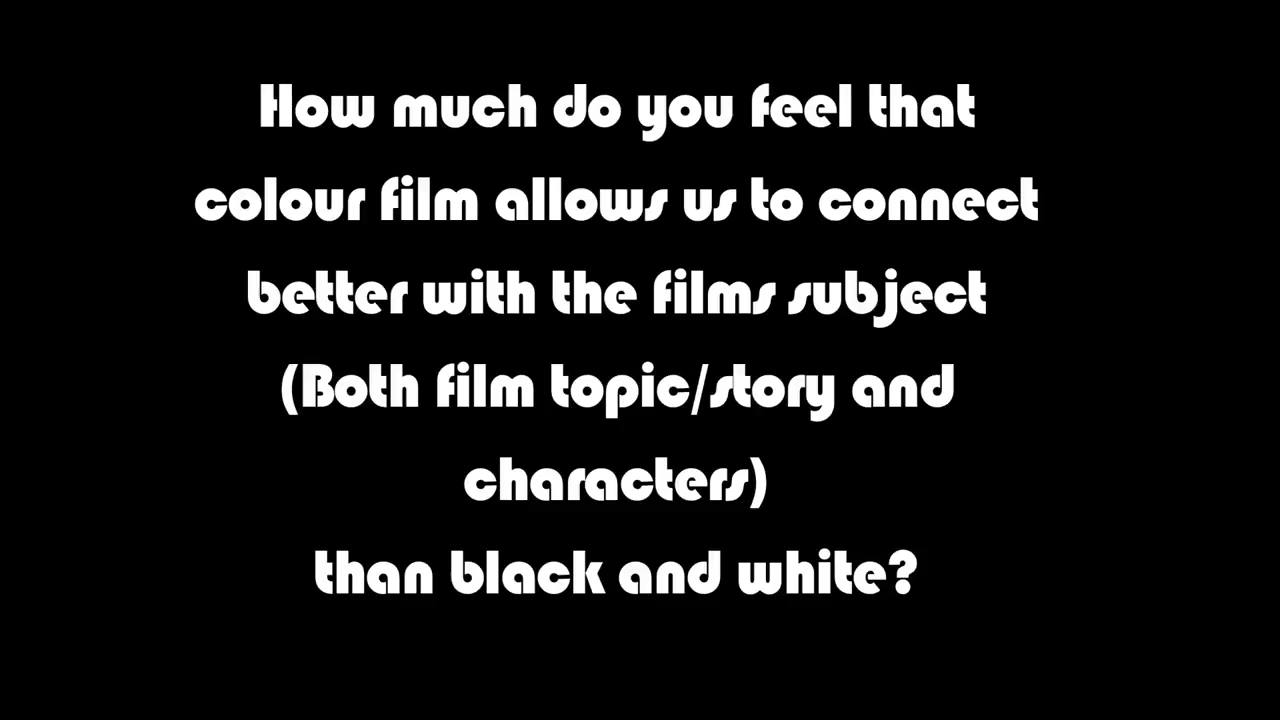 How much do you feel that
colour film allows us to connect
better with the films subject
(Both film topic/story and
characters)
than black and white?